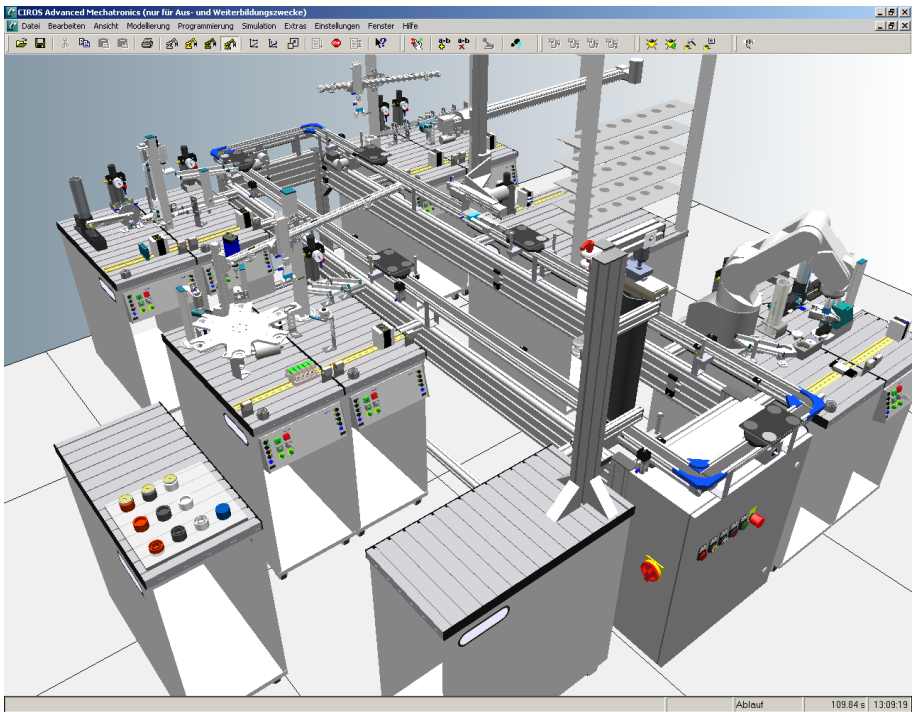 CIROS Advanced Mechatronics (nur für Aus- und Weiterbildungszwecke)
Datei Bearbeiten Ansicht Modellierung Programmierung Simulation Extras Einstellungen Fenster Hilfe
a-b a-b
Ablauf 109.84 s 13:09:19